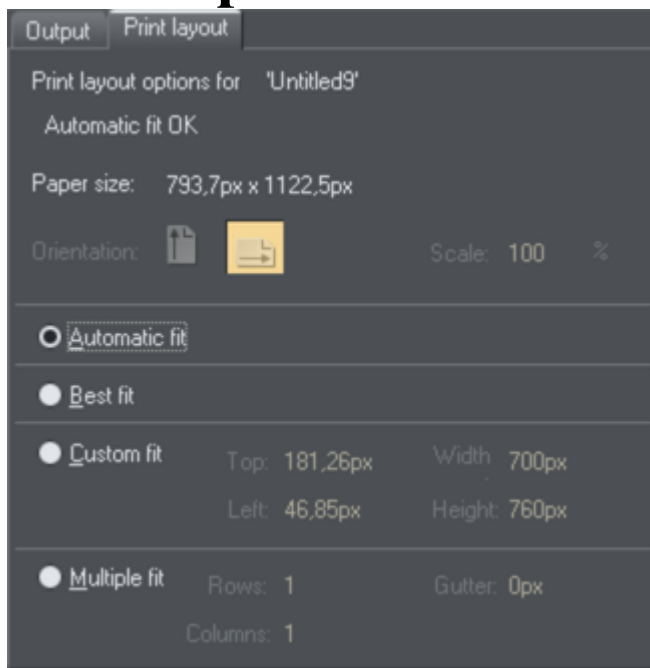 Output Print layout
Print layout options for 'Untitled9'
Automatic fit OK
Paper size: 793,7px x 1122,5px
Orientation: Scale: 100 %
Automatic fit
Best fit
Custom fit Top: 181,26px Width 700px
Left: 46,85px Height: 760px
Multiple fit Rows: 1 Gutter: 0px
Columns: 1